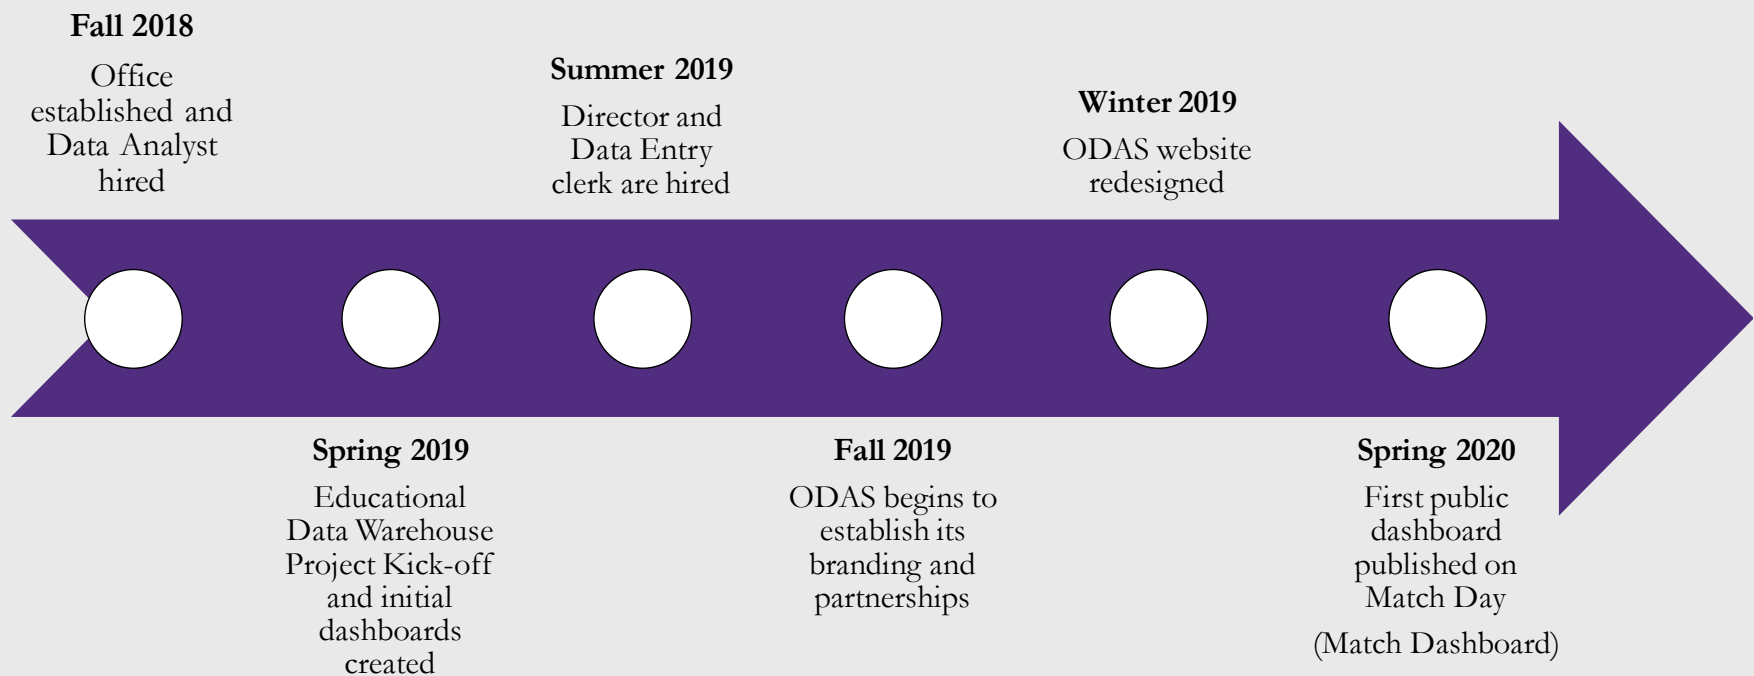 Fall 2018
Office
established and
Data Analyst
hired
Spring 2019
Educational
Data Warehouse
Project Kick-off
and initial
dashboards
created
Summer 2019
Director and
Data Entry
clerk are hired
Fall 2019
ODAS begins to
establish its
branding and
partnerships
Winter 2019
ODAS website
redesigned
Spring 2020
First public
dashboard
published on
Match Day
(Match Dashboard)